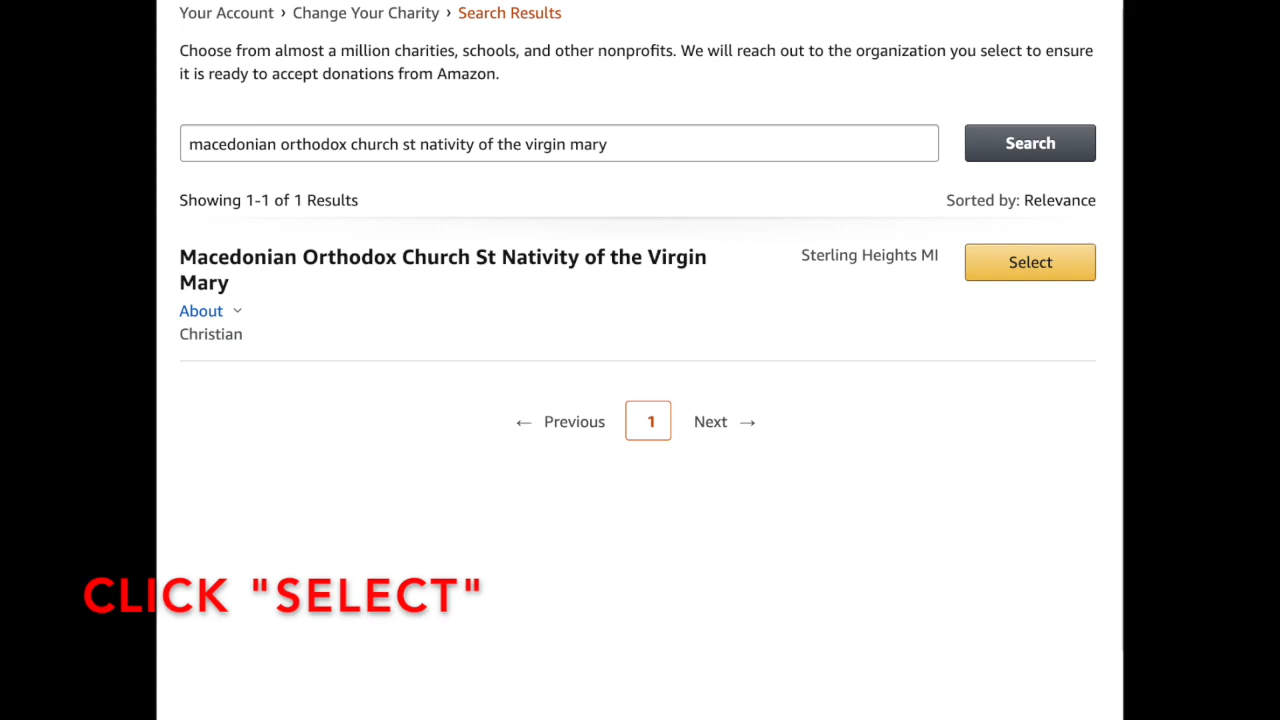 Your Account › Change Your Charity › Search Results
Choose from almost a million charities, schools, and other nonprofits. We will reach out to the organization you select to ensure
it is ready to accept donations from Amazon.
macedonian orthodox church st nativity of the virgin mary
Search
Showing 1-1 of 1 Results
Sorted by: Relevance
Macedonian Orthodox Church St Nativity of the Virgin
Mary
Sterling Heights MI
Select
About
Christian
← Previous 1 Next →
CLICK "SELECT"